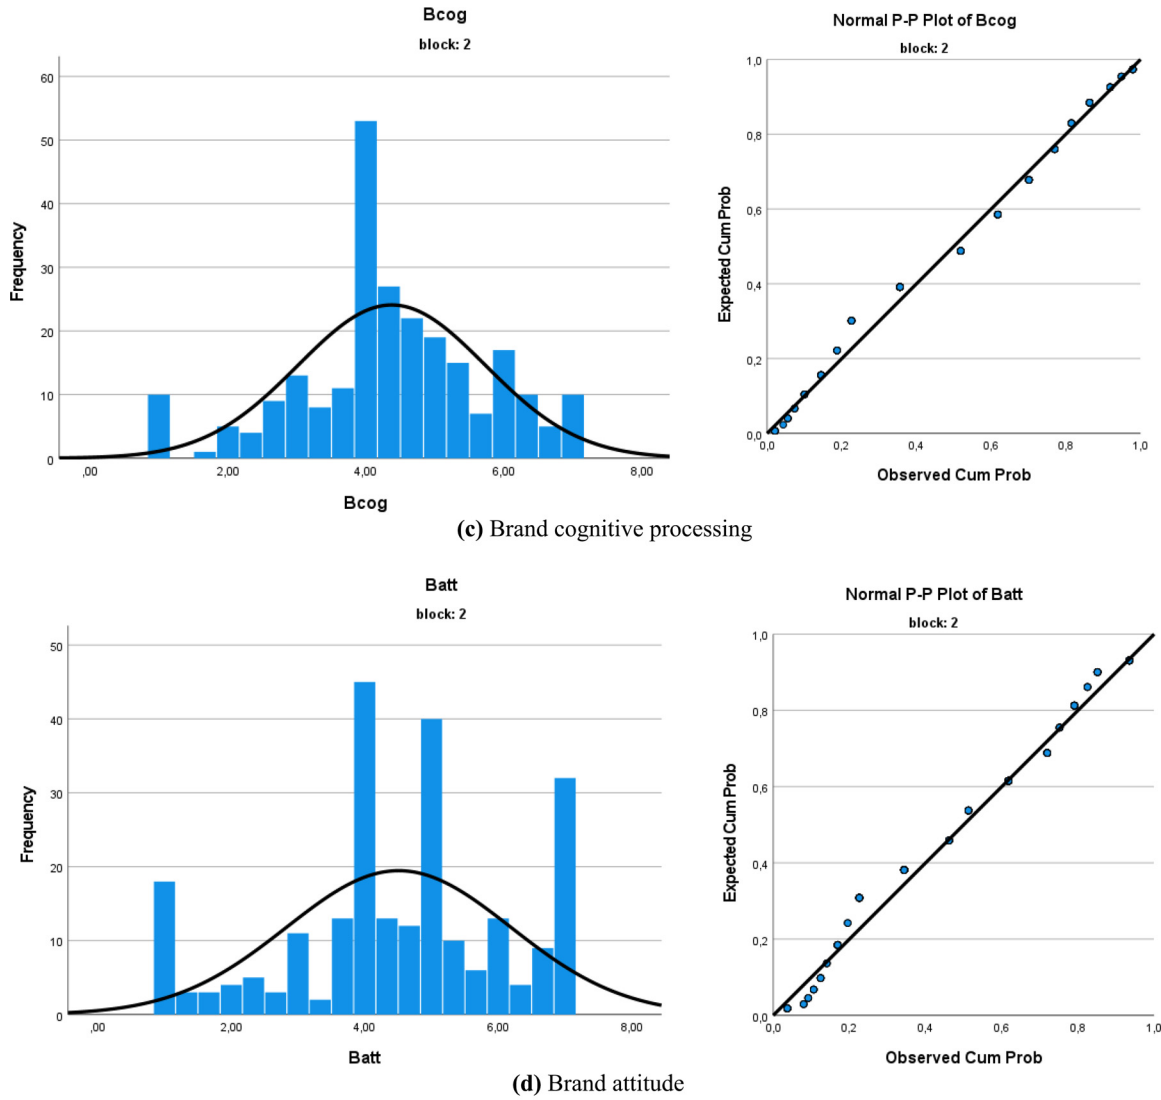 Bcog
block: 2
Frequency
60
50
40
30
20
10
0
,00
2,00
4,00
6,00
8,00
Bcog
Normal P-P Plot of Bcog
block: 2
Expected Cum Prob
1,0
0,8
0,6
0,4
0,2
0,0
0,0
0,2
0,4
0,6
0,8
1,0
Observed Cum Prob
(c) Brand cognitive processing
Batt
block: 2
Frequency
50
40
30
20
10
0
,00
2,00
4,00
6,00
8,00
Batt
Normal P-P Plot of Batt
block: 2
Expected Cum Prob
1,0
0,8
0,6
0,4
0,2
0,0
0,0
0,2
0,4
0,6
0,8
1,0
Observed Cum Prob
(d) Brand attitude